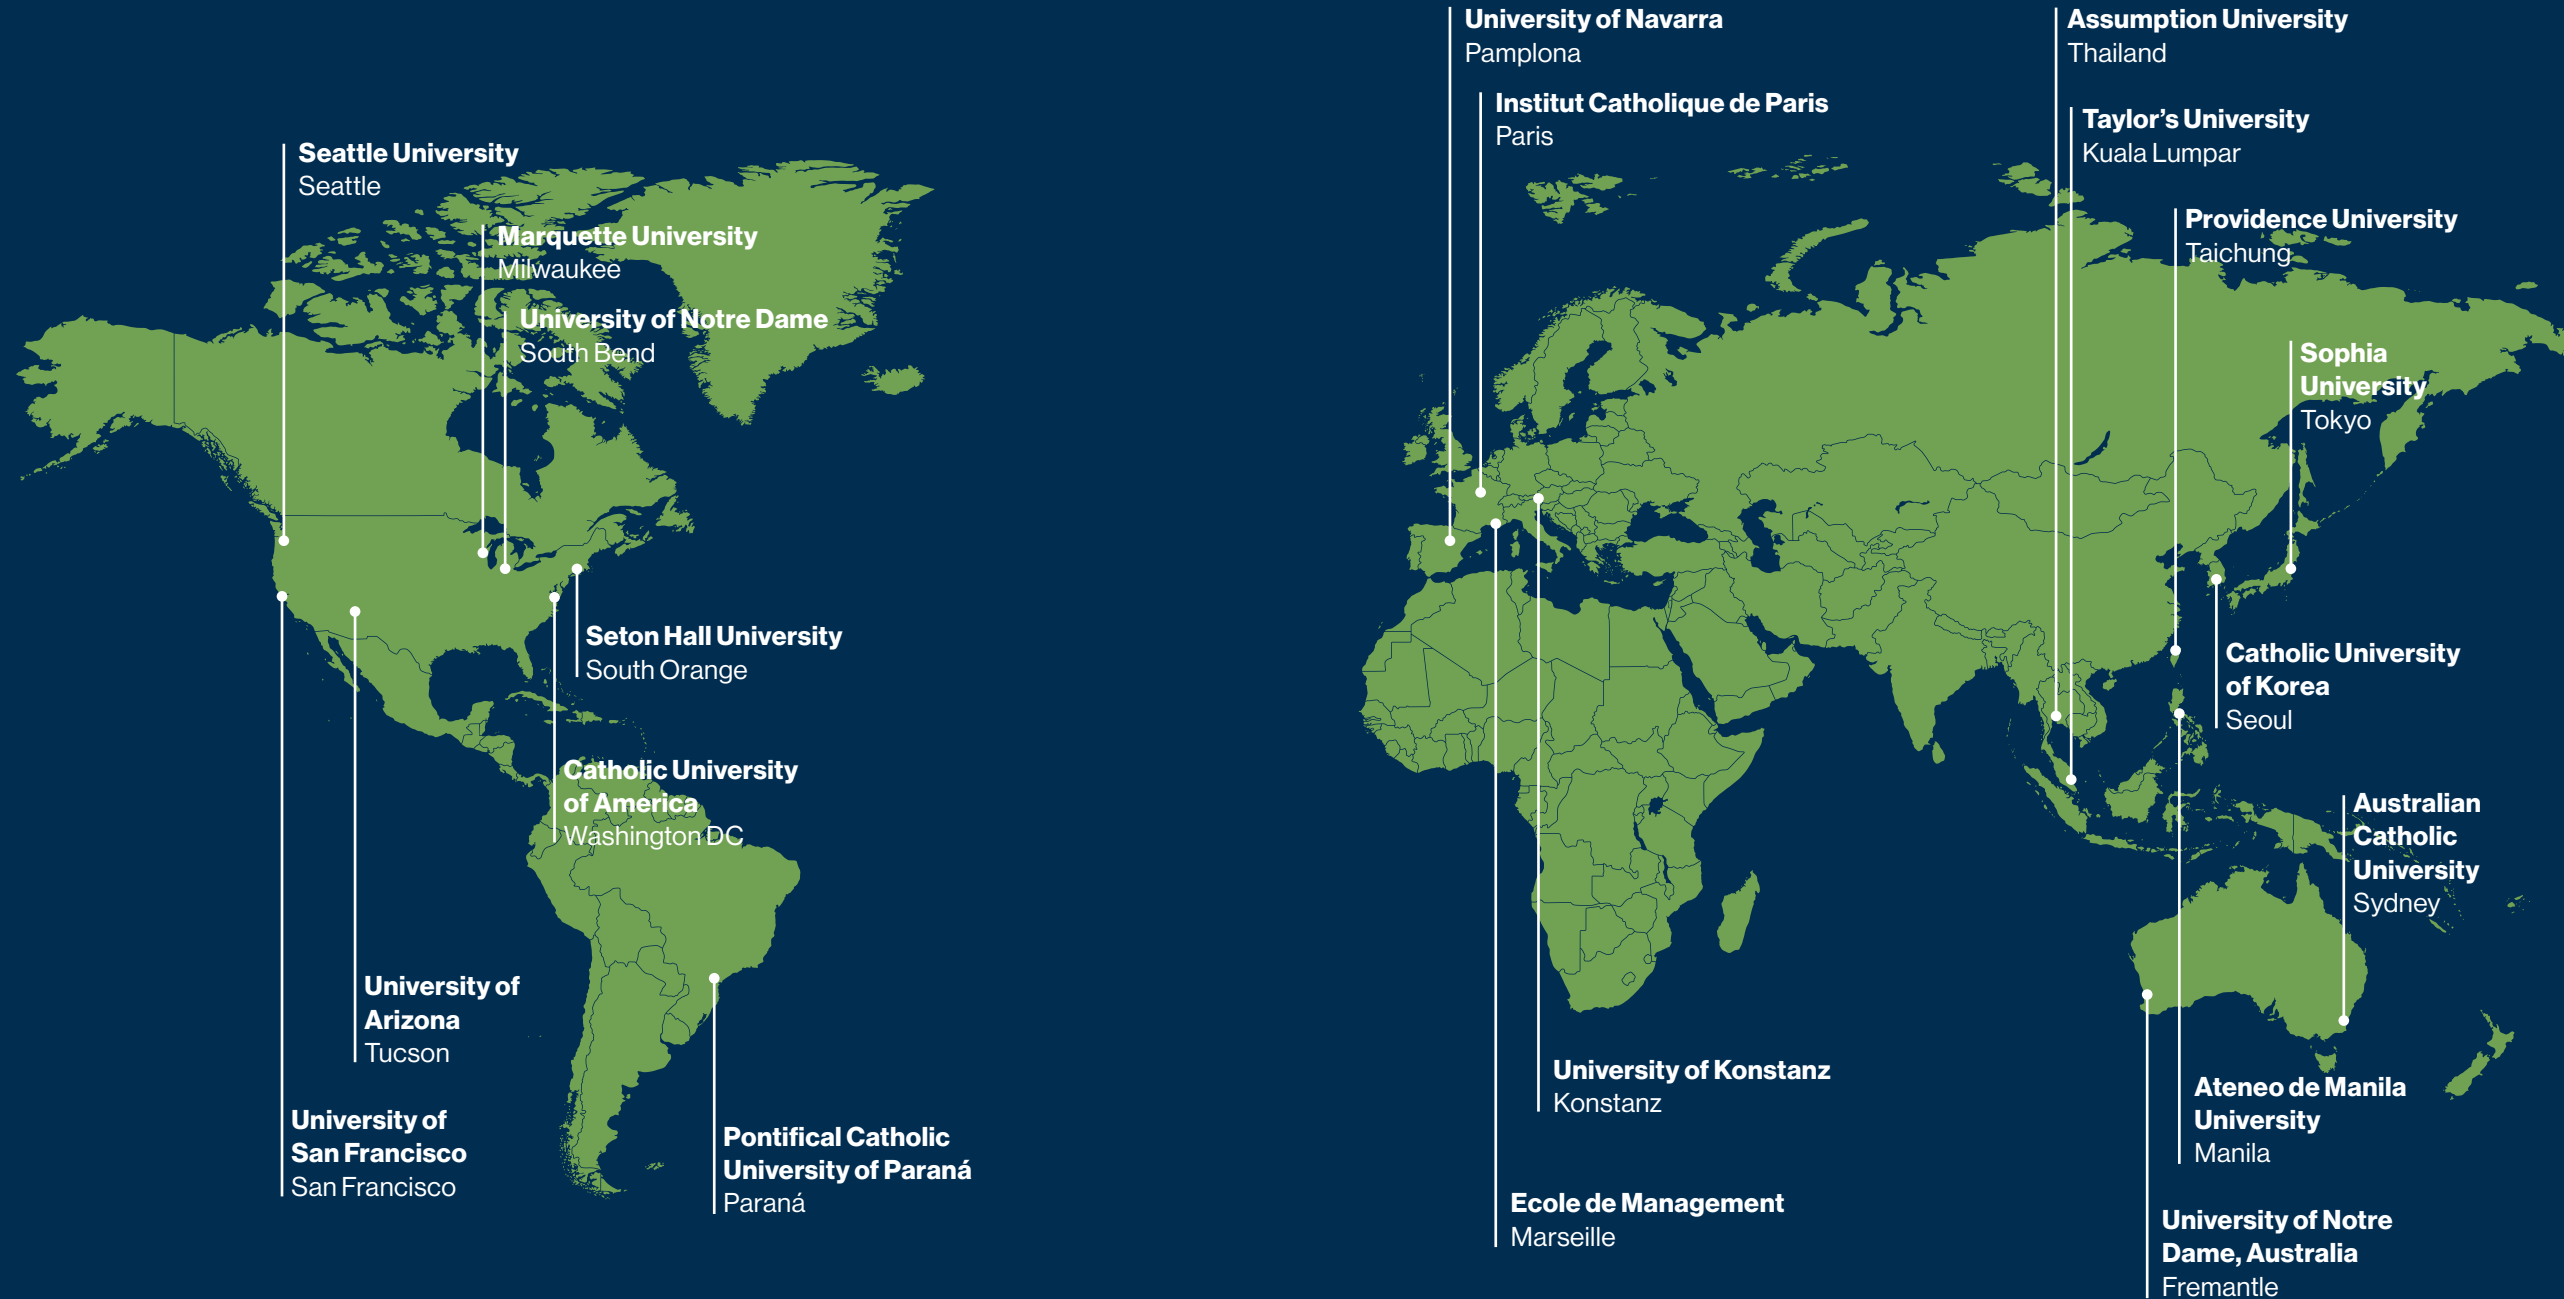 University of Navarra
Pamplona
Institut Catholique de Paris
Paris
Assumption University
Thailand
Taylor’s University
Kuala Lumpar
Providence University
Taichung
Seattle University
Seattle
Marquette University
Milwaukee
University of Notre Dame
South Bend
Sophia
University
Tokyo
Seton Hall University
South Orange
Catholic University
of America
Washington DC
Catholic University
of Korea
Seoul
Australian
Catholic
University
Sydney
University of
Arizona
Tucson
University of
San Francisco
San Francisco
Pontifical Catholic
University of Paraná
Paraná
University of Konstanz
Konstanz
Ecole de Management
Marseille
Ateneo de Manila
University
Manila
University of Notre
Dame, Australia
Fremantle